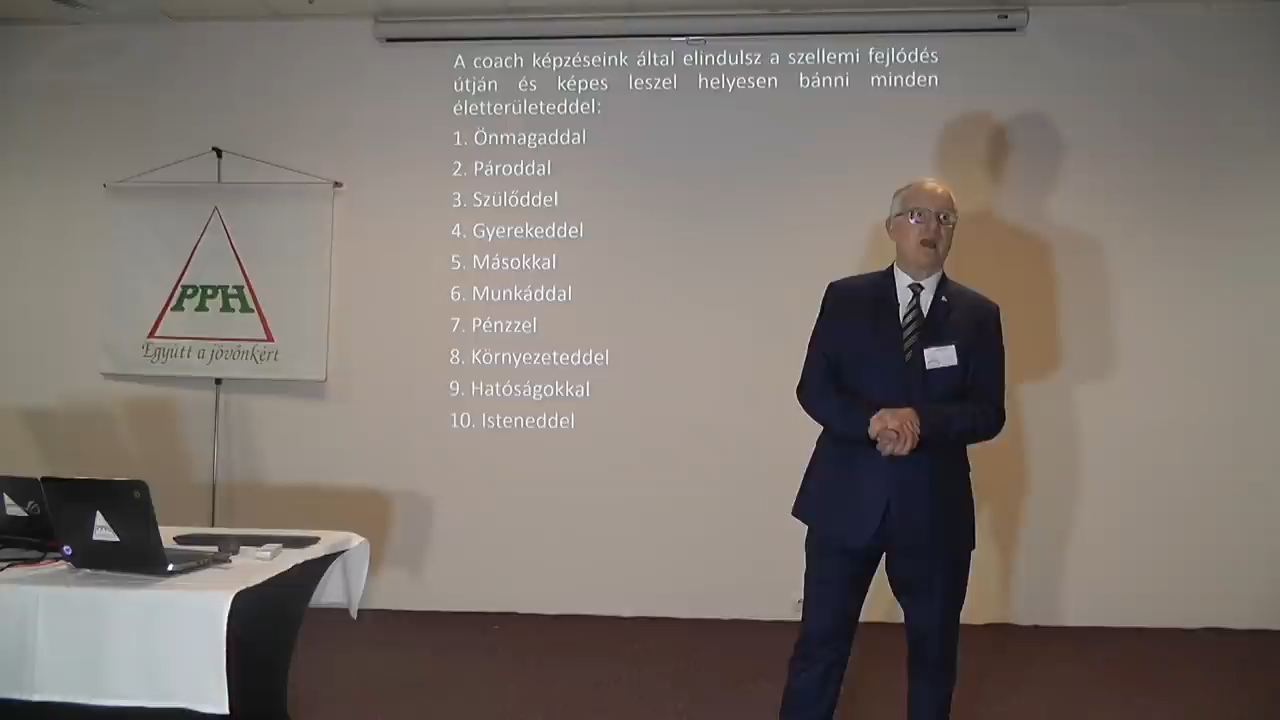 A coach képzéseink által elindulsz a szellemi fejlődés
útján és képes leszel helyesen bánni minden
életterületeddel:
1. Önmagaddal
2. Pároddal
3. Szülőddel
4. Gyerekeddel
5. Másokkal
6. Munkáddal
7. Pénzzel
8. Környezeteddel
9. Hatóságokkal
10. Isteneddel
PPH
Együtt a jövőnkért
PPH